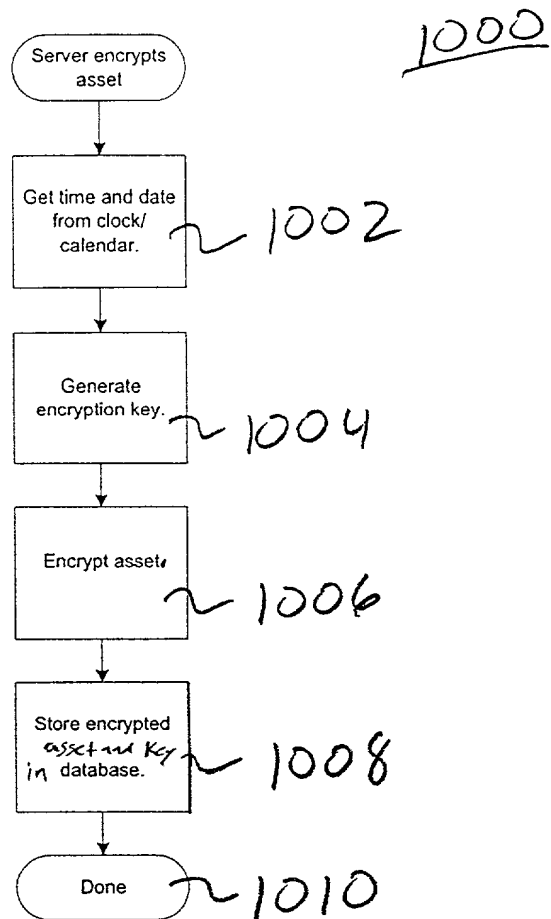 1000
Server encrypts
asset
Get time and date
from clock/
calendar.
1002
Generate
encryption key.
1004
Encrypt asset.
1006
Store encrypted
asset and key
in database.
1008
Done
1010